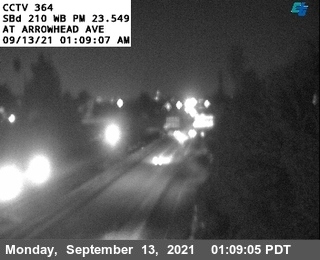 CCTV 364
SBd 210 WB PM 23.549
AT ARROWHEAD AVE
09/13/21 01:09:07 AM
Monday, September 13, 2021 01:09:05 PDT